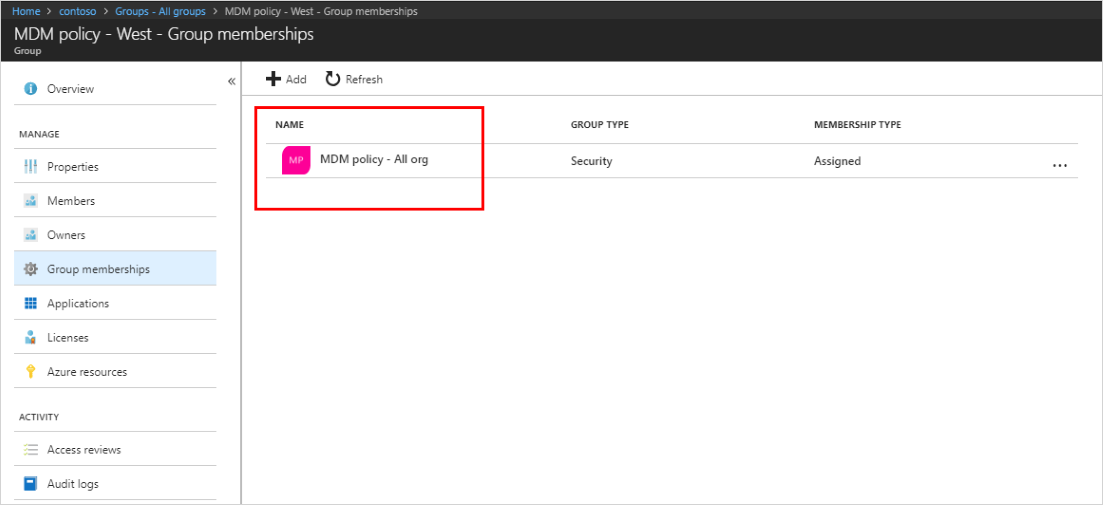 Home > contoso > Groups - All groups > MDM policy - West - Group memberships
MDM policy - West - Group memberships
Group
Overview
MANAGE
Properties
Members
Owners
Group memberships
Applications
Licenses
Azure resources
ACTIVITY
Access reviews
Audit logs
«
Add Refresh
NAME GROUP TYPE MEMBERSHIP TYPE
MP MDM policy - All org Security Assigned ...